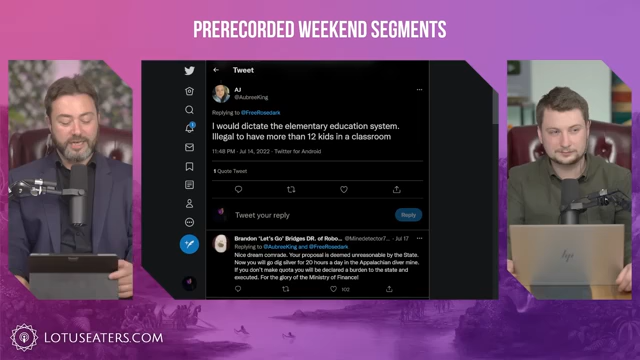 PRERECORDED WEEKEND SEGMENTS
Tweet
AJ
@AubreeKing
Replying to @FreeRosedark
I would dictate the elementary education system.
Illegal to have more than 12 kids in a classroom
11:48 PM · Jul 14, 2022 · Twitter for Android
1 Quote Tweet
Tweet your reply
Reply
Brandon 'Let's Go' Bridges DR. of Robo... @Minedetector7... · Jul 17
Replying to @AubreeKing and @FreeRosedark
Nice dream comrade. Your proposal is deemed unreasonable by the State.
Now you will go dig silver for 20 hours a day in the Appalachian diver mine.
If you don't make quota you will be declared a burden to the state and
executed. For the glory of the Ministry of Finance!
hp
LOTUSEATERS.COM